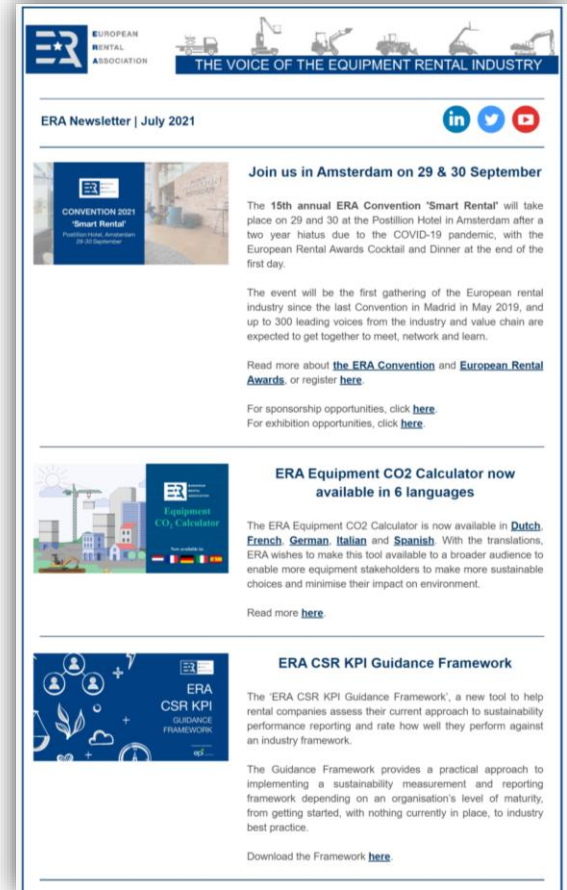 EUROPEAN
RENTAL
ASSOCIATION
THE VOICE OF THE EQUIPMENT RENTAL INDUSTRY
ERA Newsletter | July 2021
CONVENTION 2021
'Smart Rental'
Postillion Hotel, Amsterdam
29-30 September
Join us in Amsterdam on 29 & 30 September
The 15th annual ERA Convention 'Smart Rental' will take
place on 29 and 30 at the Postillion Hotel in Amsterdam after a
two year hiatus due to the COVID-19 pandemic, with the
European Rental Awards Cocktail and Dinner at the end of the
first day.
The event will be the first gathering of the European rental
industry since the last Convention in Madrid in May 2019, and
up to 300 leading voices from the industry and value chain are
expected to get together to meet, network and learn.
Read more about the ERA Convention and European Rental
Awards, or register here.
For sponsorship opportunities, click here.
For exhibition opportunities, click here.
Equipment
CO2 Calculator
Now available in:
ERA Equipment CO2 Calculator now
available in 6 languages
The ERA Equipment CO2 Calculator is now available in Dutch,
French, German, Italian and Spanish. With the translations,
ERA wishes to make this tool available to a broader audience to
enable more equipment stakeholders to make more sustainable
choices and minimise their impact on environment.
Read more here.
ERA
CSR KPI
GUIDANCE
FRAMEWORK
epi
ERA CSR KPI Guidance Framework
The 'ERA CSR KPI Guidance Framework', a new tool to help
rental companies assess their current approach to sustainability
performance reporting and rate how well they perform against
an industry framework.
The Guidance Framework provides a practical approach to
implementing a sustainability measurement and reporting
framework depending on an organisation's level of maturity,
from getting started, with nothing currently in place, to industry
best practice.
Download the Framework here.